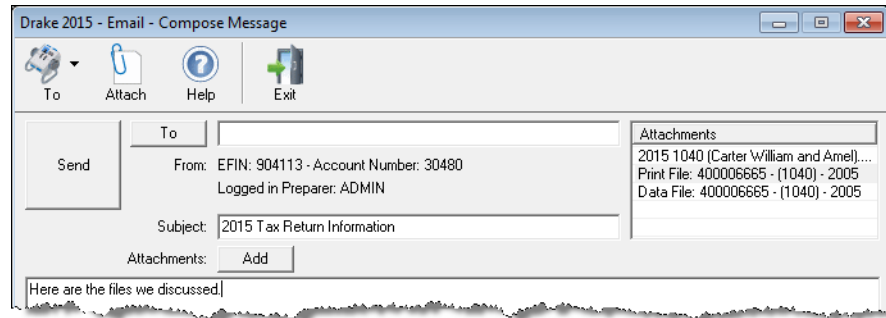 Drake 2015 - Email - Compose Message
To Attach Help Exit
Send
To
From: EFIN: 904113 - Account Number: 30480
Logged in Preparer: ADMIN
Subject: 2015 Tax Return Information
Attachments: Add
Attachments
2015 1040 (Carter William and Amel)....
Print File: 400006665 - (1040) - 2005
Data File: 400006665 - (1040) - 2005
Here are the files we discussed.